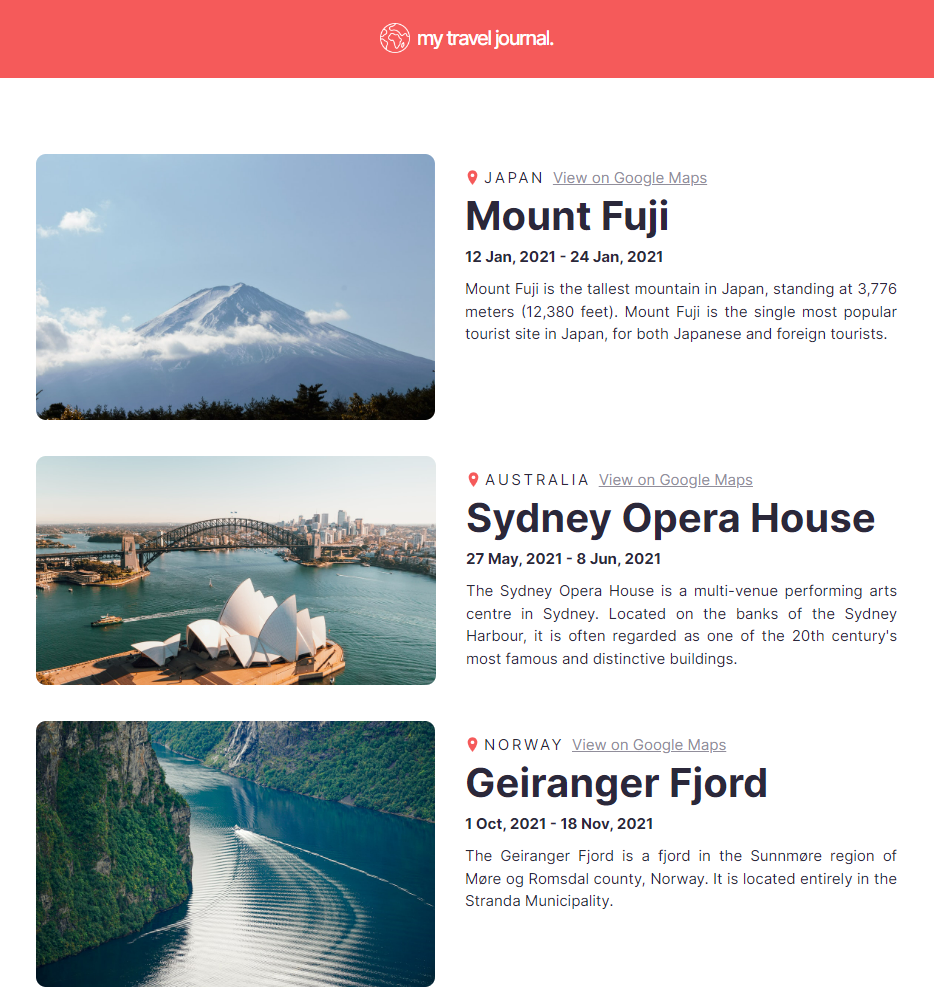 my travel journal.
JAPAN View on Google Maps
Mount Fuji
12 Jan, 2021 - 24 Jan, 2021
Mount Fuji is the tallest mountain in Japan, standing at 3,776
meters (12,380 feet). Mount Fuji is the single most popular
tourist site in Japan, for both Japanese and foreign tourists.
AUSTRALIA View on Google Maps
Sydney Opera House
27 May, 2021 - 8 Jun, 2021
The Sydney Opera House is a multi-venue performing arts
centre in Sydney. Located on the banks of the Sydney
Harbour, it is often regarded as one of the 20th century's
most famous and distinctive buildings.
NORWAY View on Google Maps
Geiranger Fjord
1 Oct, 2021 - 18 Nov, 2021
The Geiranger Fjord is a fjord in the Sunnmøre region of
Møre og Romsdal county, Norway. It is located entirely in the
Stranda Municipality.